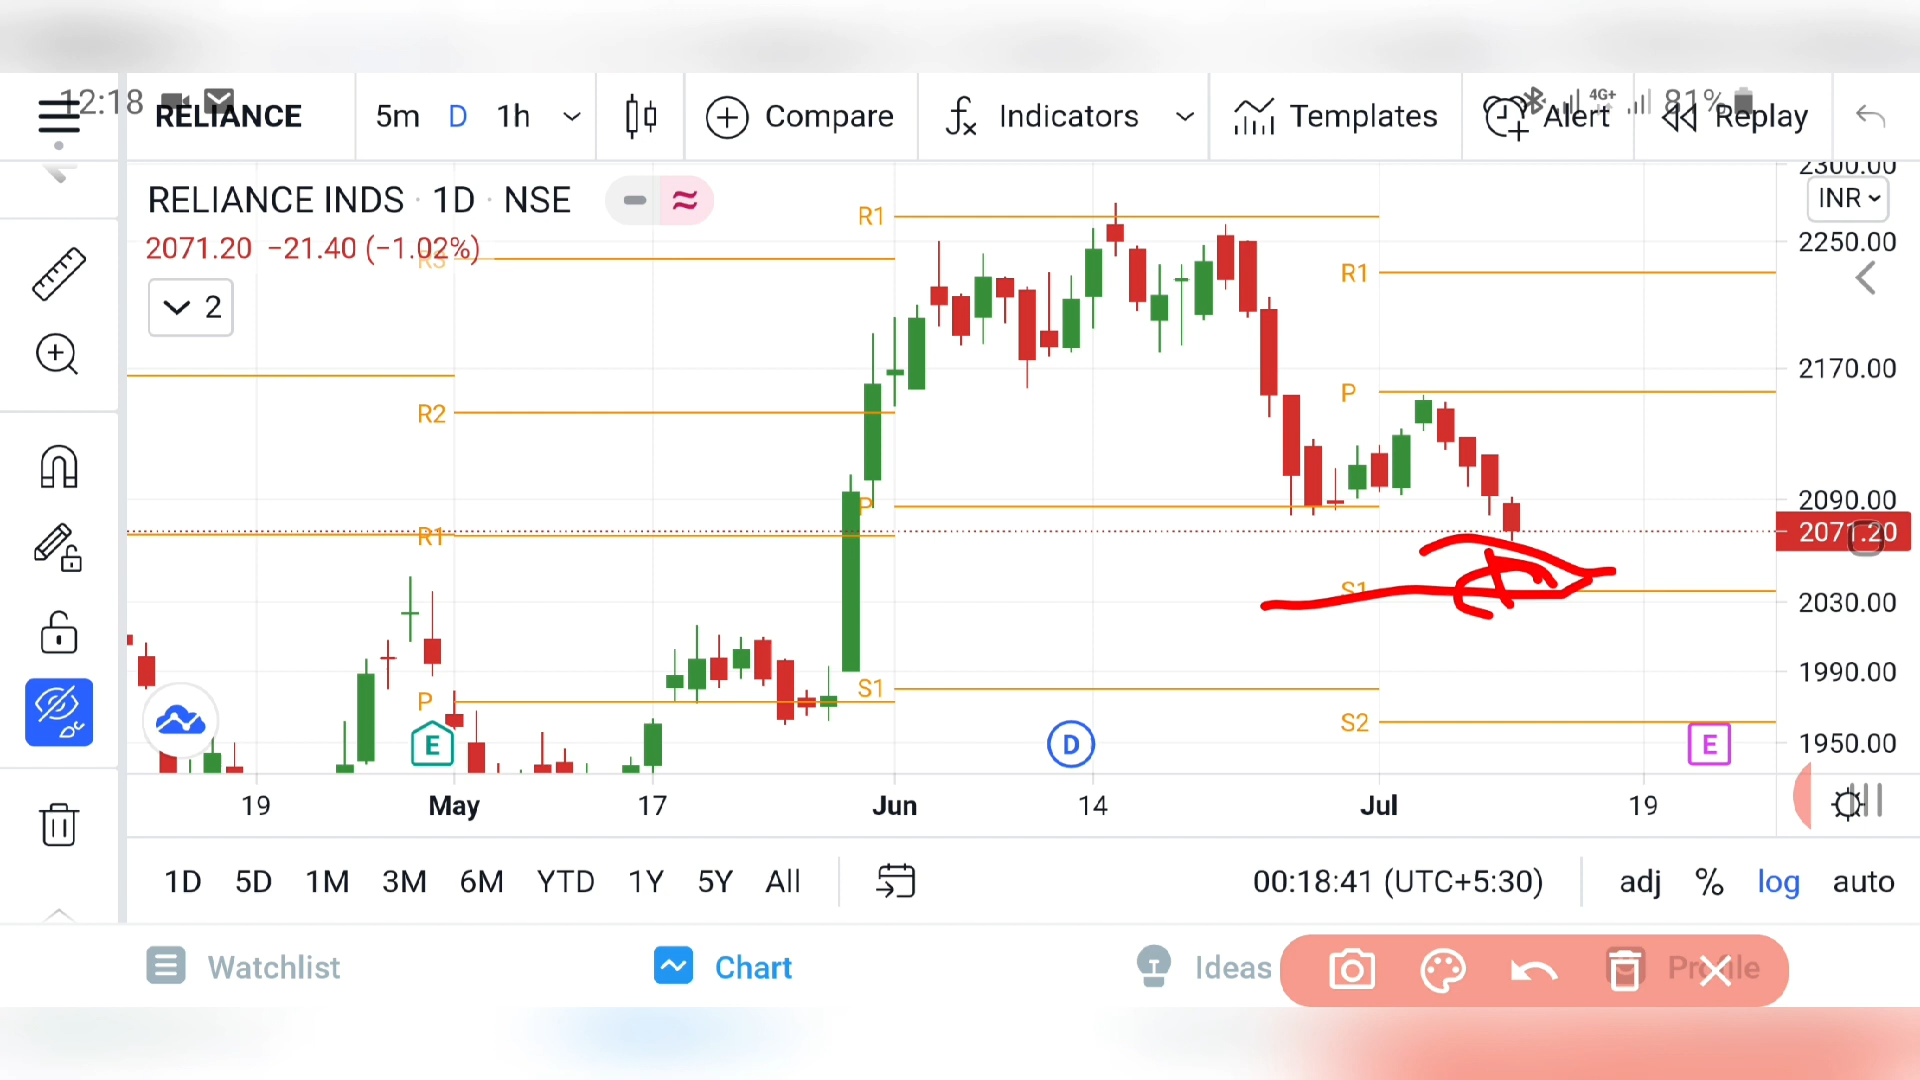 12:18
4G+ 81%
RELIANCE 5m D 1h Compare Indicators Templates Alert Replay
RELIANCE INDS · 1D · NSE
2071.20 −21.40 (−1.02%)
2
INR
2300.00
2250.00
2170.00
2090.00
2071.20
2030.00
1990.00
1950.00
R3
R2
R1
P
R1
P
S1
R1
P
S1
S2
E
D
E
19 May 17 Jun 14 Jul 19
1D 5D 1M 3M 6M YTD 1Y 5Y All 00:18:41 (UTC+5:30) adj % log auto
Watchlist Chart Ideas Profile